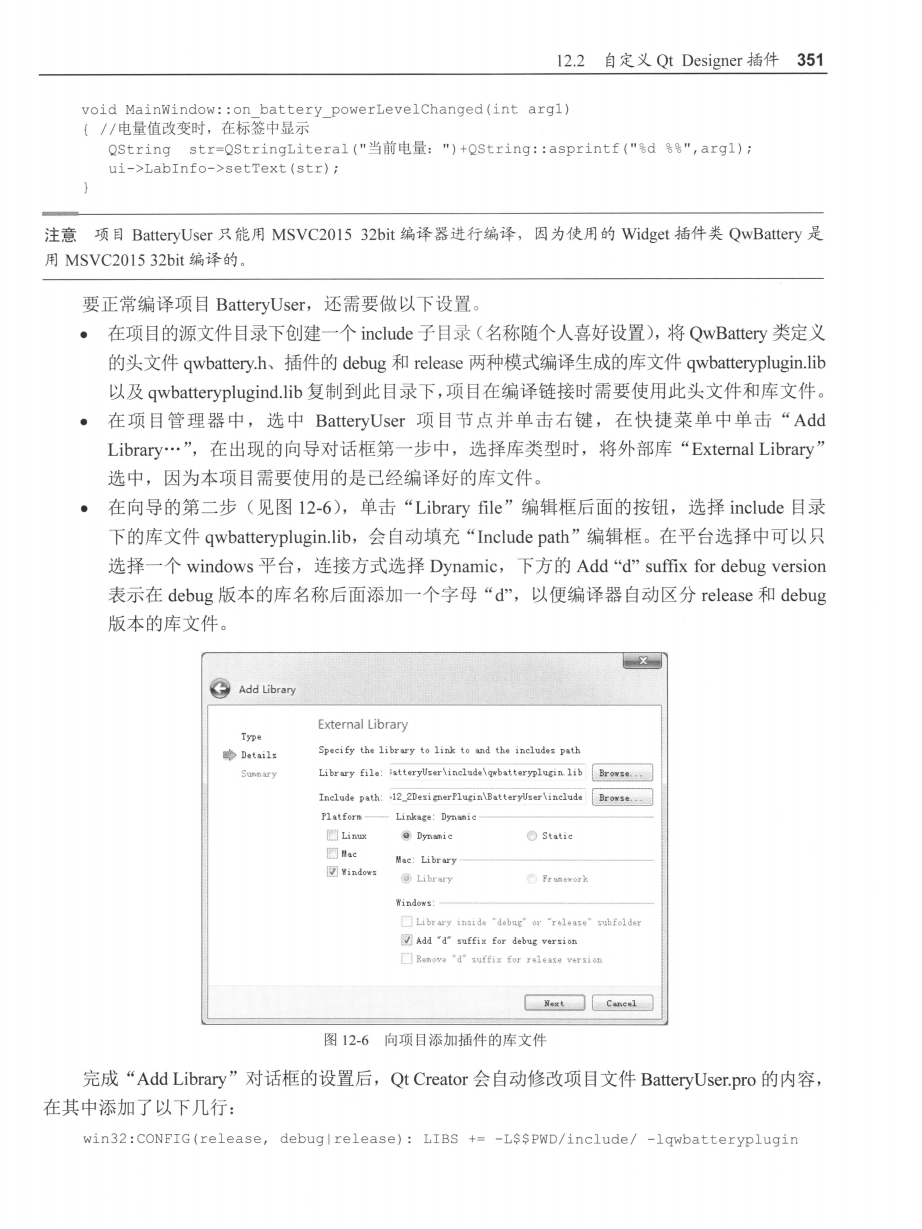 12.2 自定义 Qt Designer 插件 351
void MainWindow::on_battery_powerLevelChanged(int arg1)
{ //电量值改变时，在标签中显示
QString str=QStringLiteral("当前电量：")+QString::asprintf("%d %%",arg1);
ui->LabInfo->setText(str);
}
注意 项目 BatteryUser 只能用 MSVC2015 32bit 编译器进行编译，因为使用的 Widget 插件类 QwBattery 是
用 MSVC2015 32bit 编译的。
要正常编译项目 BatteryUser，还需要做以下设置。
• 在项目的源文件目录下创建一个 include 子目录（名称随个人喜好设置），将 QwBattery 类定义
的头文件 qwbattery.h、插件的 debug 和 release 两种模式编译生成的库文件 qwbatteryplugin.lib
以及 qwbatteryplugind.lib 复制到此目录下，项目在编译链接时需要使用此头文件和库文件。
• 在项目管理器中，选中 BatteryUser 项目节点并单击右键，在快捷菜单中单击“Add
Library…”，在出现的向导对话框第一步中，选择库类型时，将外部库“External Library”
选中，因为本项目需要使用的是已经编译好的库文件。
• 在向导的第二步（见图 12-6），单击“Library file”编辑框后面的按钮，选择 include 目录
下的库文件 qwbatteryplugin.lib，会自动填充“Include path”编辑框。在平台选择中可以只
选择一个 windows 平台，连接方式选择 Dynamic，下方的 Add “d” suffix for debug version
表示在 debug 版本的库名称后面添加一个字母“d”，以便编译器自动区分 release 和 debug
版本的库文件。
X
Add Library
External Library
Type
Details
Summary
Specify the library to link to and the includes path
Library file: atteryUser\include\qwbatteryplugin.lib Browse...
Include path: 12_2DesignerPlugin\BatteryUser\include Browse...
Platform Linkage: Dynamic
Linux Dynamic Static
Mac Mac: Library
Windows Library Framework
Windows:
Library inside "debug" or "release" subfolder
Add "d" suffix for debug version
Remove "d" suffix for release version
Next Cancel
图 12-6 向项目添加插件的库文件
完成“Add Library”对话框的设置后，Qt Creator 会自动修改项目文件 BatteryUser.pro 的内容，
在其中添加了以下几行：
win32:CONFIG(release, debug|release): LIBS += -L$$PWD/include/ -lqwbatteryplugin